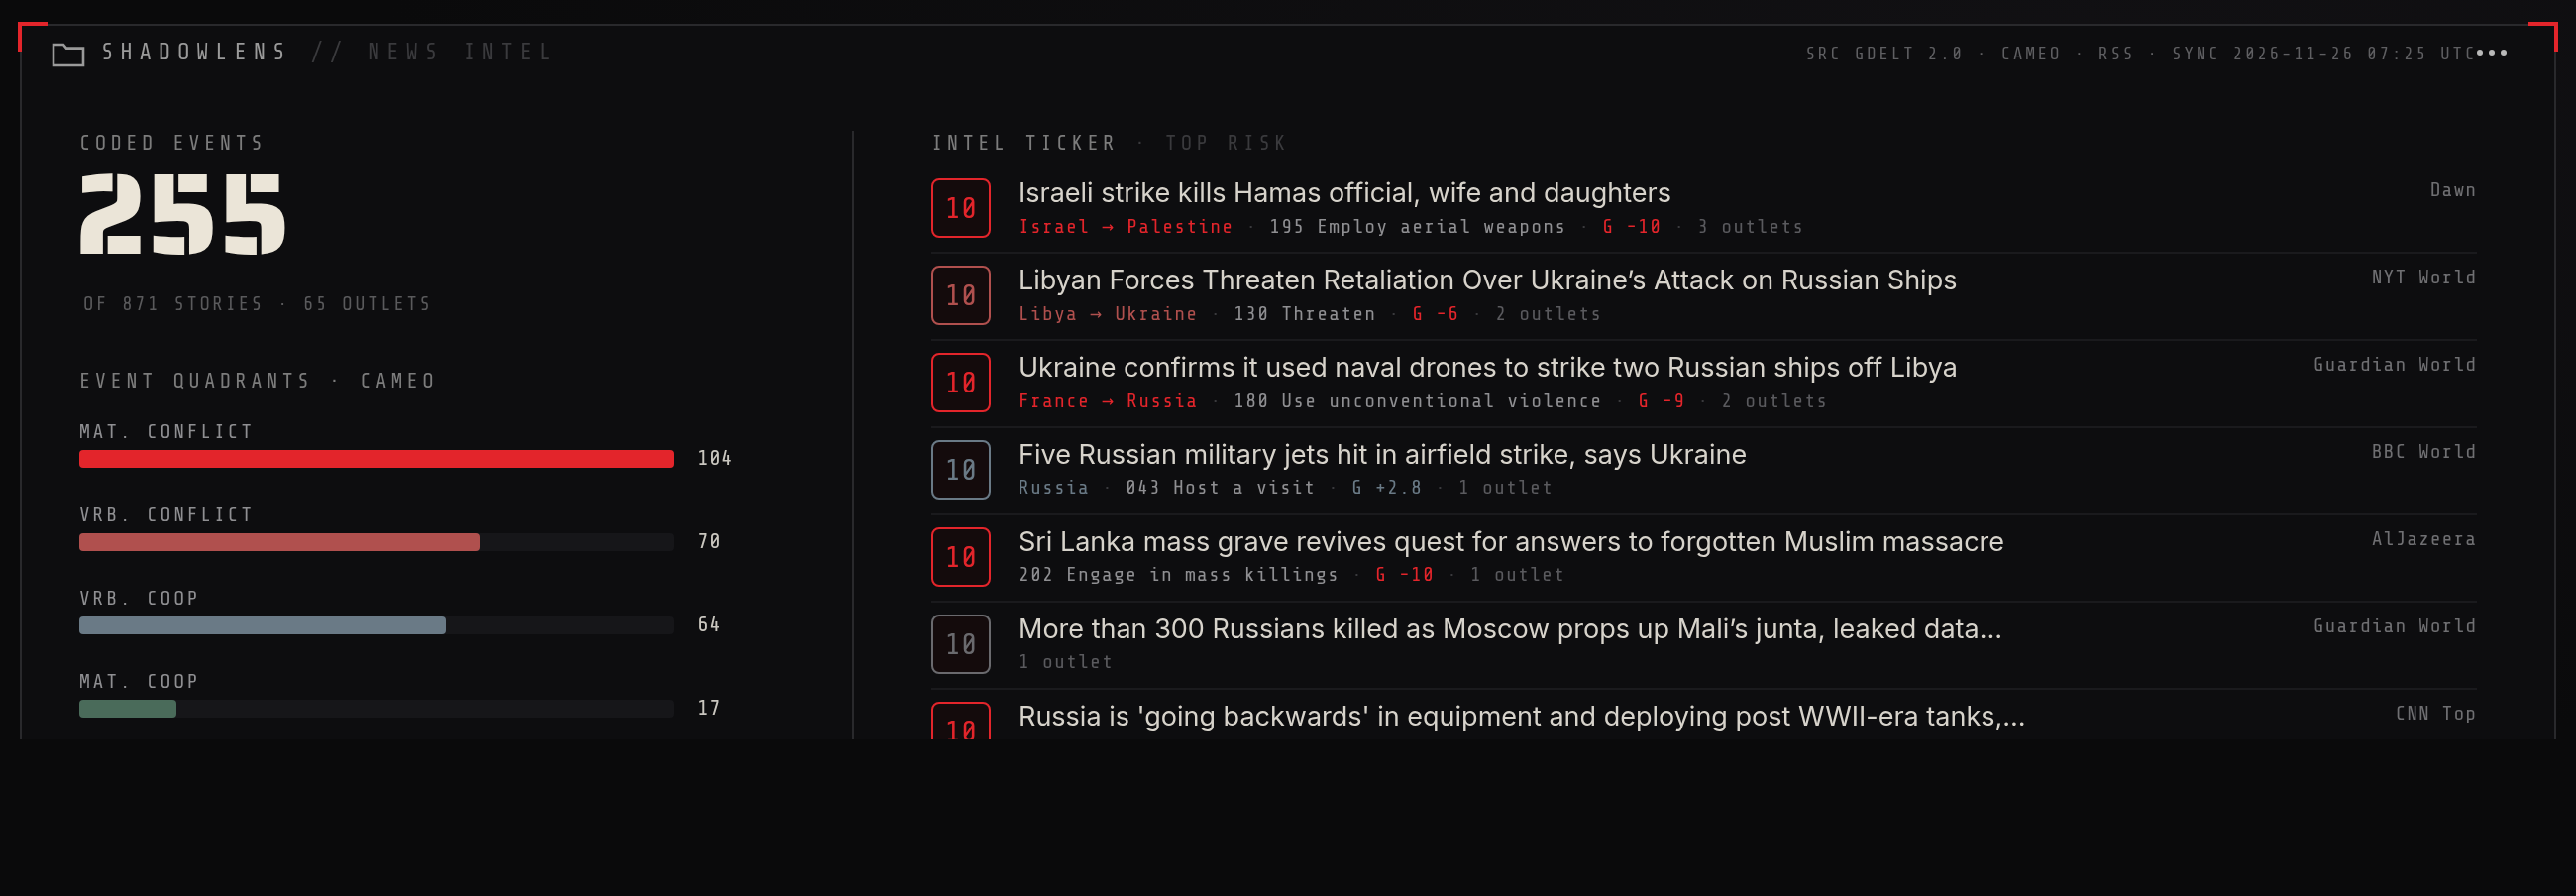 SHADOWLENS // NEWS INTEL
SRC GDELT 2.0 · CAMEO · RSS · SYNC 2026-11-26 07:25 UTC
CODED EVENTS
255
OF 871 STORIES · 65 OUTLETS
EVENT QUADRANTS · CAMEO
MAT. CONFLICT
104
VRB. CONFLICT
70
VRB. COOP
64
MAT. COOP
17
INTEL TICKER · TOP RISK
10 Israeli strike kills Hamas official, wife and daughters Dawn
Israel → Palestine · 195 Employ aerial weapons · G -10 · 3 outlets
10 Libyan Forces Threaten Retaliation Over Ukraine’s Attack on Russian Ships NYT World
Libya → Ukraine · 130 Threaten · G -6 · 2 outlets
10 Ukraine confirms it used naval drones to strike two Russian ships off Libya Guardian World
France → Russia · 180 Use unconventional violence · G -9 · 2 outlets
10 Five Russian military jets hit in airfield strike, says Ukraine BBC World
Russia · 043 Host a visit · G +2.8 · 1 outlet
10 Sri Lanka mass grave revives quest for answers to forgotten Muslim massacre AlJazeera
202 Engage in mass killings · G -10 · 1 outlet
10 More than 300 Russians killed as Moscow props up Mali’s junta, leaked data… Guardian World
1 outlet
10 Russia is 'going backwards' in equipment and deploying post WWII-era tanks,… CNN Top